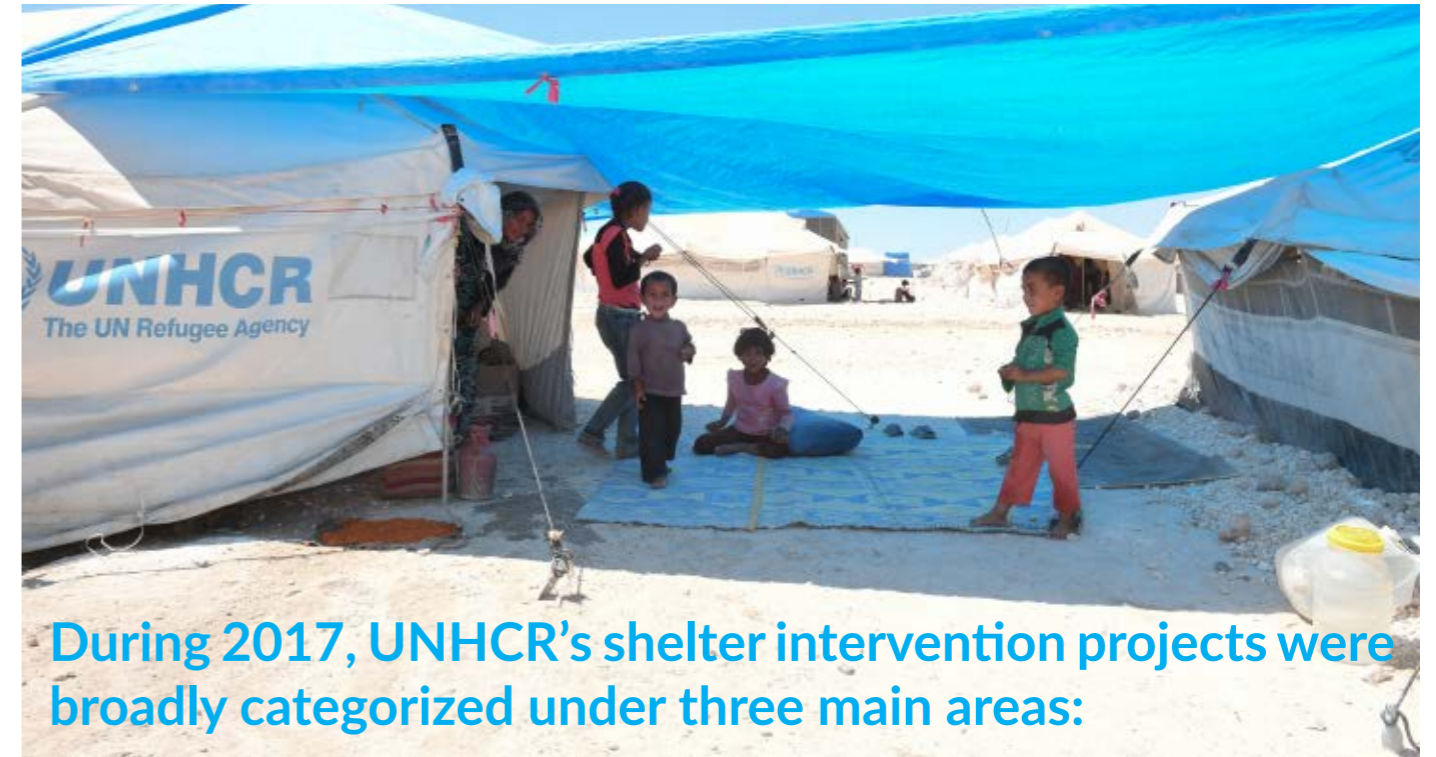 UNHCR
The UN Refugee Agency
During 2017, UNHCR’s shelter intervention projects were
broadly categorized under three main areas: